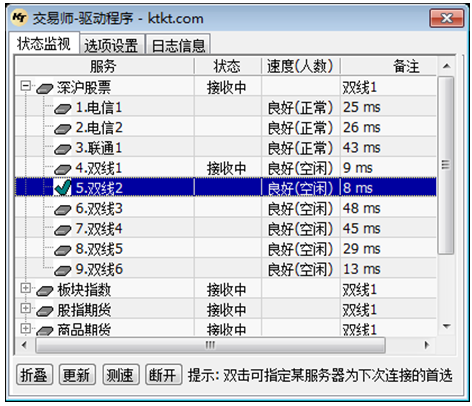 KT 交易师-驱动程序 - ktkt.com
状态监视 选项设置 日志信息
服务 状态 速度(人数) 备注
深沪股票 接收中 双线1
1.电信1 良好(正常) 25 ms
2.电信2 良好(正常) 26 ms
3.联通1 良好(正常) 43 ms
4.双线1 接收中 良好(空闲) 9 ms
5.双线2 良好(空闲) 8 ms
6.双线3 良好(空闲) 48 ms
7.双线4 良好(空闲) 45 ms
8.双线5 良好(空闲) 29 ms
9.双线6 良好(空闲) 13 ms
板块指数 接收中 双线1
股指期货 接收中 双线1
商品期货 接收中 双线1
折叠 更新 测速 断开 提示: 双击可指定某服务器为下次连接的首选